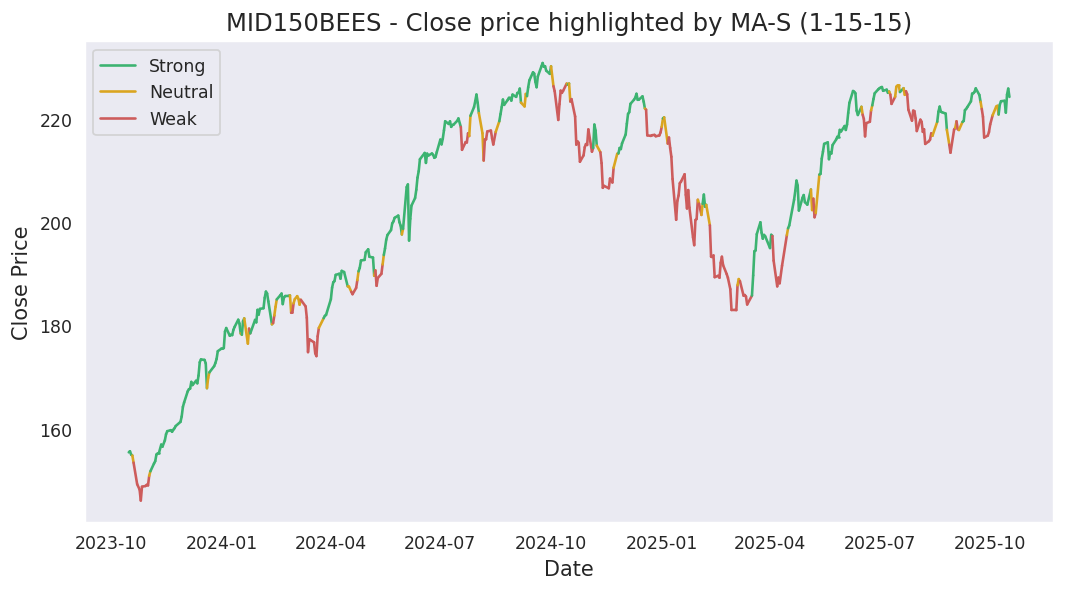 MID150BEES - Close price highlighted by MA-S (1-15-15)
Strong
Neutral
Weak
Close Price
220
200
180
160
2023-10 2024-01 2024-04 2024-07 2024-10 2025-01 2025-04 2025-07 2025-10
Date